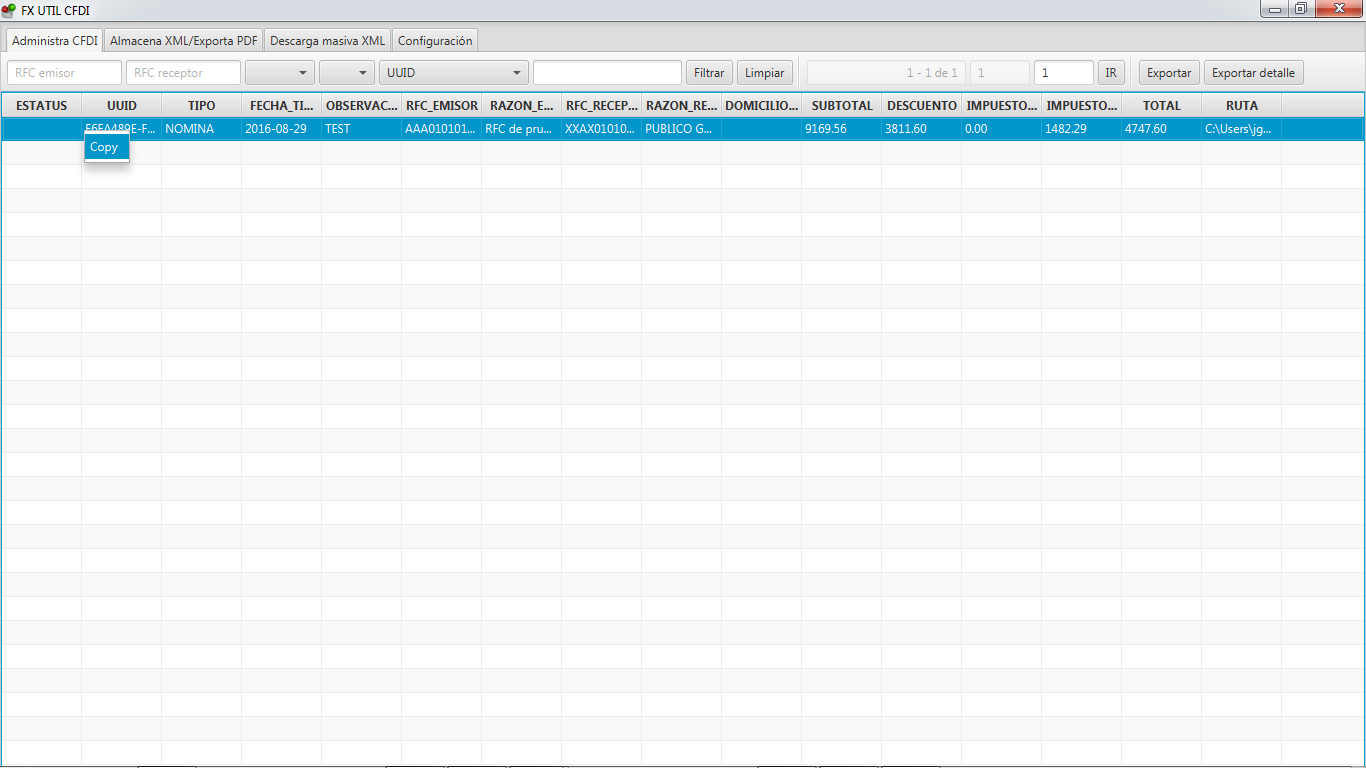 FX UTIL CFDI
Administra CFDI Almacena XML/Exporta PDF Descarga masiva XML Configuración
RFC emisor RFC receptor UUID Filtrar Limpiar 1 - 1 de 1 1 1 IR Exportar Exportar detalle
ESTATUS UUID TIPO FECHA_TI... OBSERVAC... RFC_EMISOR RAZON_E... RFC_RECEP... RAZON_RE... DOMICILIO... SUBTOTAL DESCUENTO IMPUESTO... IMPUESTO... TOTAL RUTA
NOMINA 2016-08-29 TEST AAA010101... RFC de pru... XXAX01010... PUBLICO G... 9169.56 3811.60 0.00 1482.29 4747.60 C:\Users\jg...
Copy